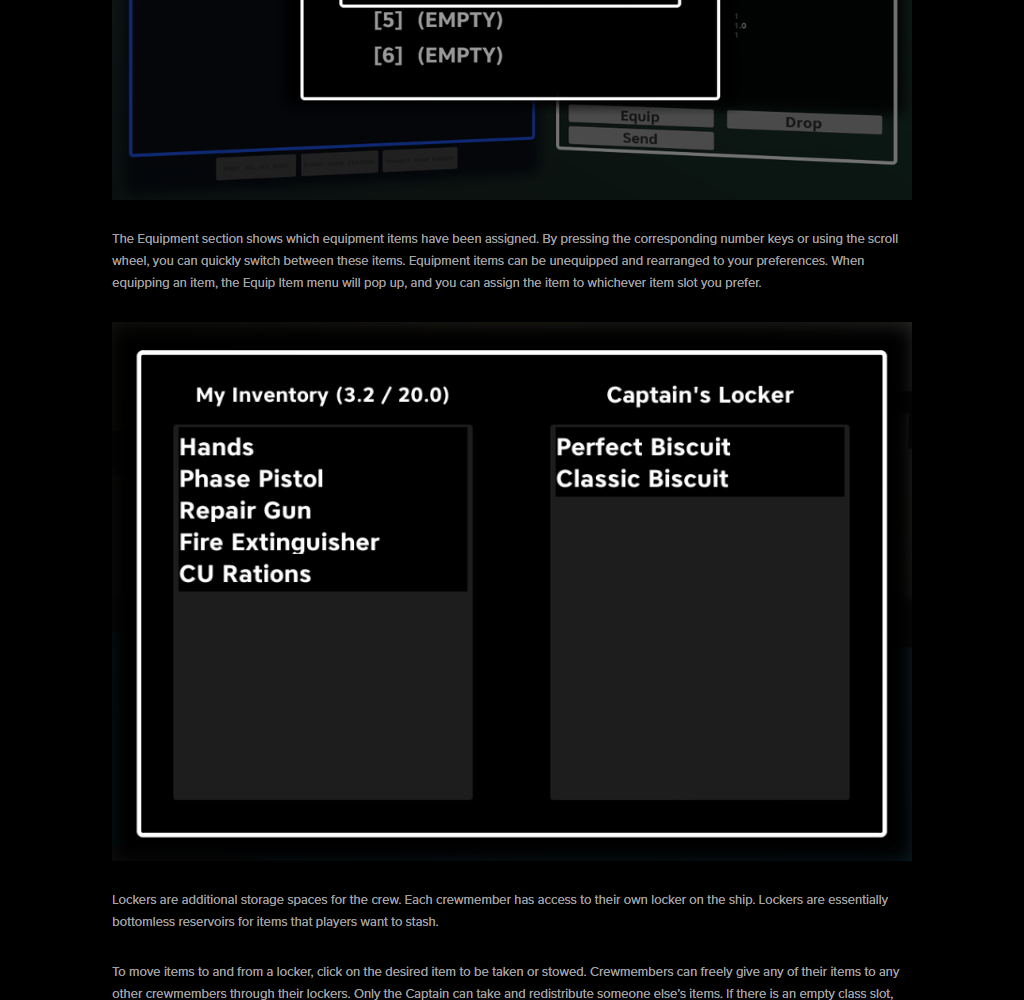 [5] (EMPTY)
[6] (EMPTY)
Equip
Drop
Send
The Equipment section shows which equipment items have been assigned. By pressing the corresponding number keys or using the scroll
wheel, you can quickly switch between these items. Equipment items can be unequipped and rearranged to your preferences. When
equipping an item, the Equip Item menu will pop up, and you can assign the item to whichever item slot you prefer.
My Inventory (3.2 / 20.0)
Hands
Phase Pistol
Repair Gun
Fire Extinguisher
CU Rations
Captain's Locker
Perfect Biscuit
Classic Biscuit
Lockers are additional storage spaces for the crew. Each crewmember has access to their own locker on the ship. Lockers are essentially
bottomless reservoirs for items that players want to stash.
To move items to and from a locker, click on the desired item to be taken or stowed. Crewmembers can freely give any of their items to any
other crewmembers through their lockers. Only the Captain can take and redistribute someone else's items. If there is an empty class slot,